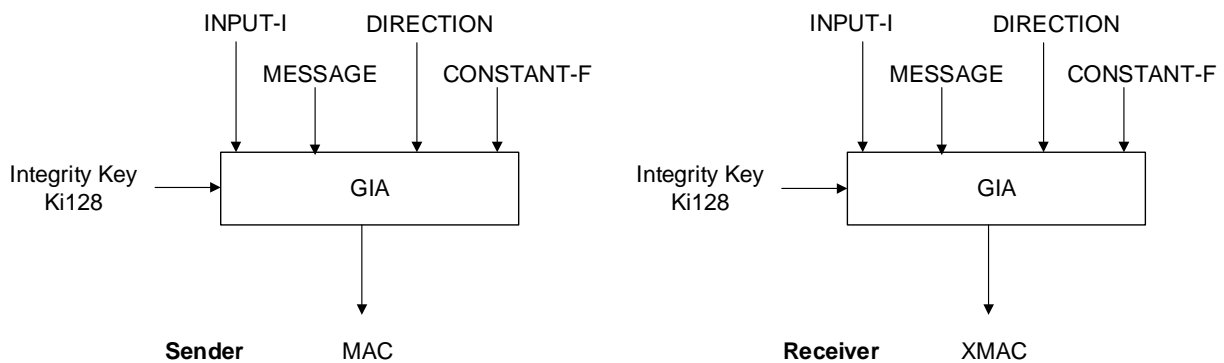 INPUT-I DIRECTION
MESSAGE CONSTANT-F
Integrity Key
Ki128
GIA
Sender MAC
INPUT-I DIRECTION
MESSAGE CONSTANT-F
Integrity Key
Ki128
GIA
Receiver XMAC